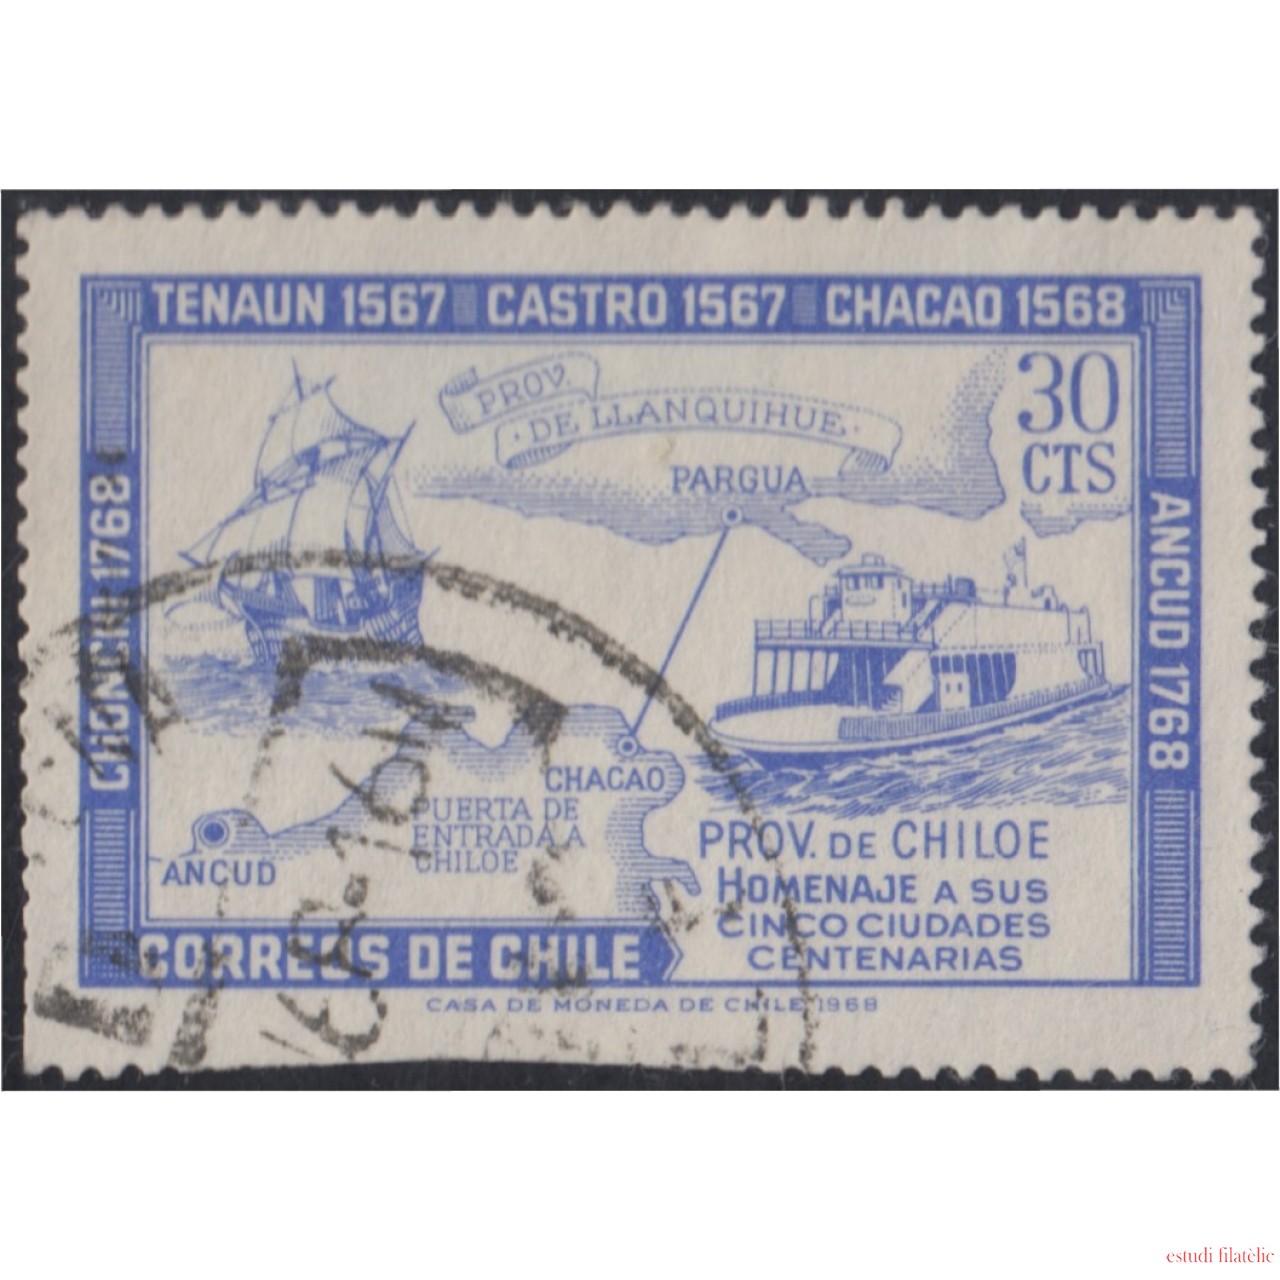 TENAUN 1567 CASTRO 1567 CHACAO 1568
30
CTS
PROV.
· DE LLANQUIHUE ·
PARGUA
CHONCHI 1768
ANCUD 1768
CHACAO
PUERTA DE
ENTRADA A
CHILOE
ANCUD
PROV. DE CHILOE
HOMENAJE A SUS
CINCO CIUDADES
CENTENARIAS
CORREOS DE CHILE
CASA DE MONEDA DE CHILE 1968
estudi filatèlic